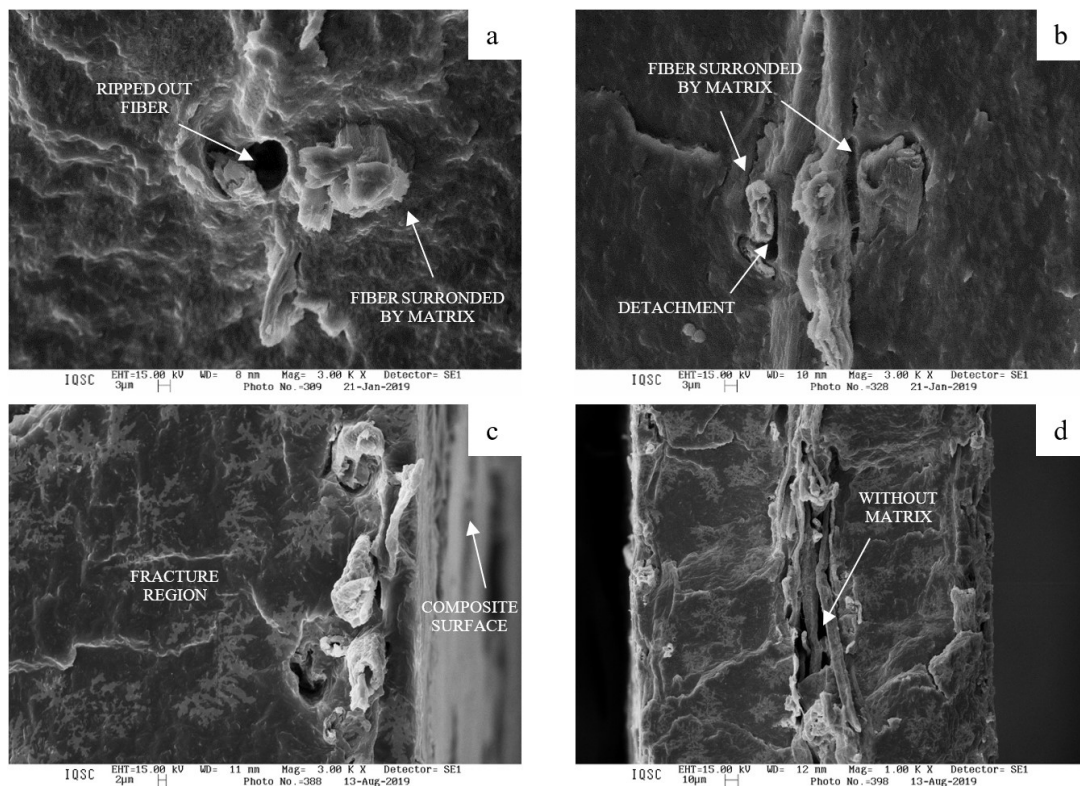 a
RIPPED OUT
FIBER
FIBER SURRONDED
BY MATRIX
IQSC
EHT=15.00 kV WD= 8 mm Mag= 3.00 K X Detector= SE1
3µm
Photo No.=309 21-Jan-2019
b
FIBER SURRONDED
BY MATRIX
DETACHMENT
IQSC
EHT=15.00 kV WD= 10 mm Mag= 3.00 K X Detector= SE1
3µm
Photo No.=328 21-Jan-2019
c
FRACTURE
REGION
COMPOSITE
SURFACE
IQSC
EHT=15.00 kV WD= 11 mm Mag= 3.00 K X Detector= SE1
2µm
Photo No.=388 13-Aug-2019
d
WITHOUT
MATRIX
IQSC
EHT=15.00 kV WD= 12 mm Mag= 1.00 K X Detector= SE1
10µm
Photo No.=398 13-Aug-2019